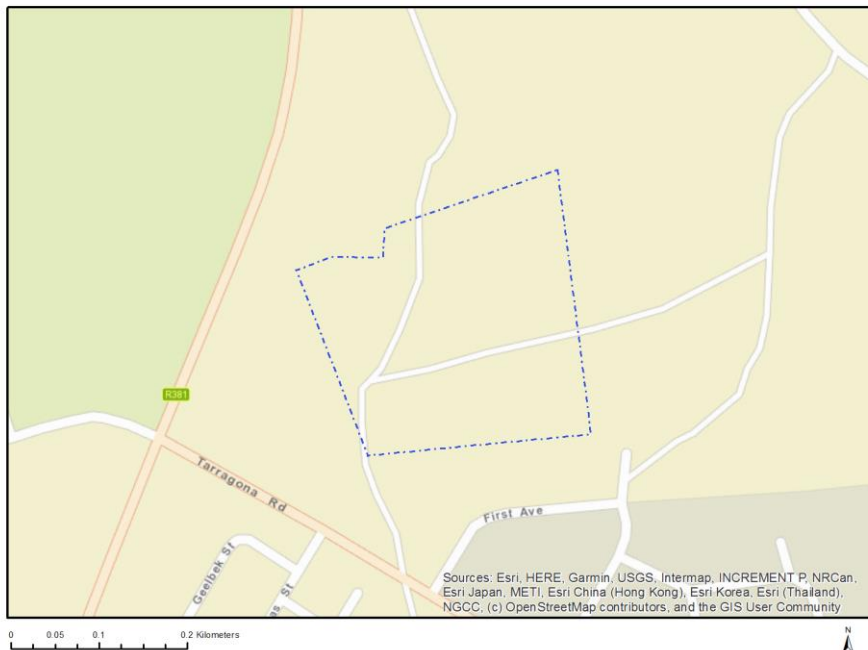 R381
Tarragona Rd
First Ave
Geelbek St
as St
Sources: Esri, HERE, Garmin, USGS, Intermap, INCREMENT P, NRCan,
Esri Japan, METI, Esri China (Hong Kong), Esri Korea, Esri (Thailand),
NGCC, (c) OpenStreetMap contributors, and the GIS User Community
0 0.05 0.1 0.2 Kilometers
N